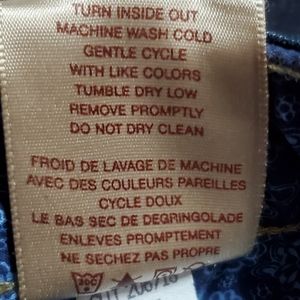 TURN INSIDE OUT
MACHINE WASH COLD
GENTLE CYCLE
WITH LIKE COLORS
TUMBLE DRY LOW
REMOVE PROMPTLY
DO NOT DRY CLEAN
FROID DE LAVAGE DE MACHINE
AVEC DES COULEURS PAREILLES
CYCLE DOUX
LE BAS SEC DE DEGRINGOLADE
ENLEVES PROMPTEMENT
NE SECHEZ PAS PROPRE